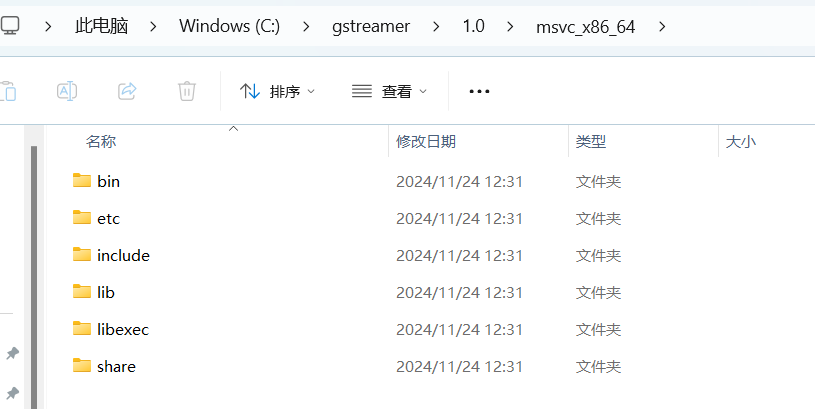 此电脑 Windows (C:) gstreamer 1.0 msvc_x86_64
排序 查看
名称 修改日期 类型 大小
bin 2024/11/24 12:31 文件夹
etc 2024/11/24 12:31 文件夹
include 2024/11/24 12:31 文件夹
lib 2024/11/24 12:31 文件夹
libexec 2024/11/24 12:31 文件夹
share 2024/11/24 12:31 文件夹